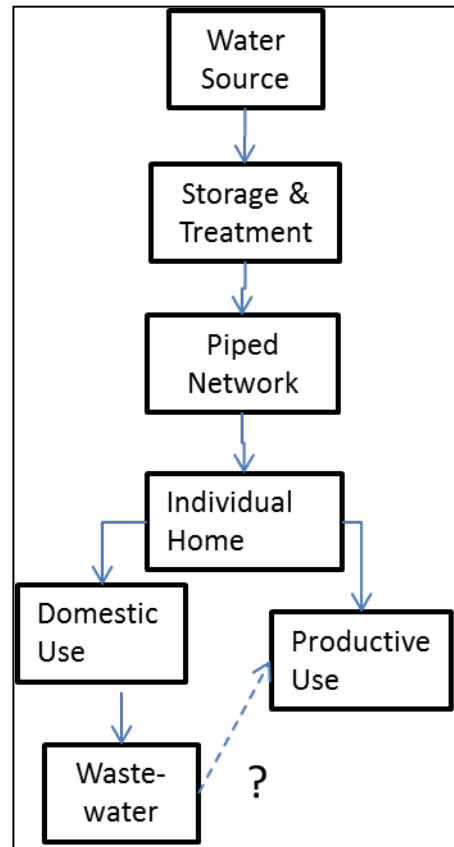 Water
Source
Storage &
Treatment
Piped
Network
Individual
Home
Domestic
Use
Productive
Use
Waste-
water
?